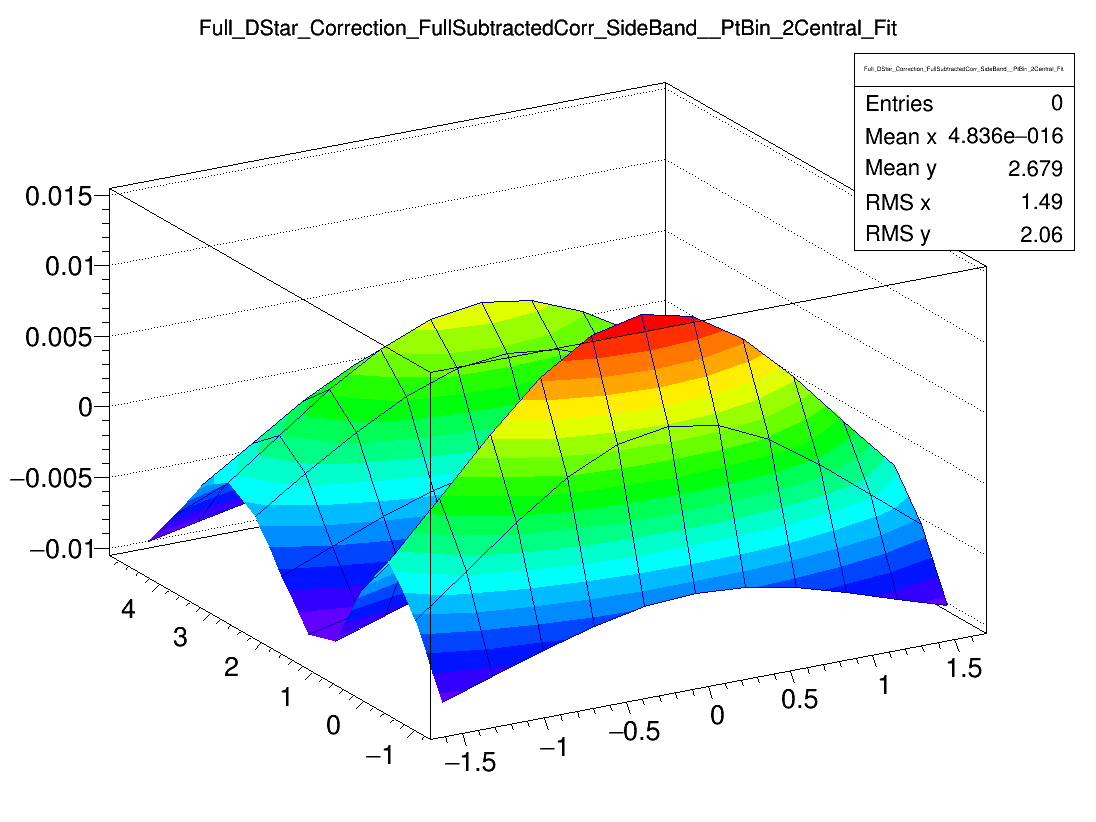 Full_DStar_Correction_FullSubtractedCorr_SideBand__PtBin_2Central_Fit
Full_DStar_Correction_FullSubtractedCorr_SideBand__PtBin_2Central_Fit
Entries 0
Mean x 4.836e−016
Mean y 2.679
RMS x 1.49
RMS y 2.06
0.015
0.01
0.005
0
−0.005
−0.01
4
3
2
1
0
−1
−1.5
−1
−0.5
0
0.5
1
1.5